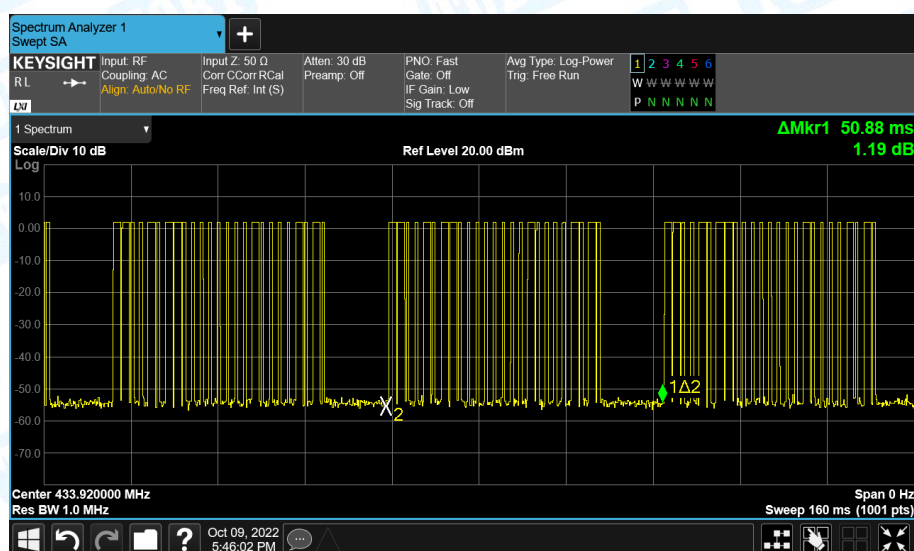 Spectrum Analyzer 1
Swept SA
+
KEYSIGHT
RL
LXI
Input: RF
Coupling: AC
Align: Auto/No RF
Input Z: 50 Ω
Corr CCorr RCal
Freq Ref: Int (S)
Atten: 30 dB
Preamp: Off
PNO: Fast
Gate: Off
IF Gain: Low
Sig Track: Off
Avg Type: Log-Power
Trig: Free Run
1 2 3 4 5 6
W W W W W W
P N N N N N
1 Spectrum
ΔMkr1 50.88 ms
1.19 dB
Scale/Div 10 dB
Ref Level 20.00 dBm
Log
10.0
0.00
-10.0
-20.0
-30.0
-40.0
-50.0
-60.0
-70.0
1Δ2
X2
Center 433.920000 MHz
Span 0 Hz
Res BW 1.0 MHz
Sweep 160 ms (1001 pts)
?
Oct 09, 2022
5:46:02 PM